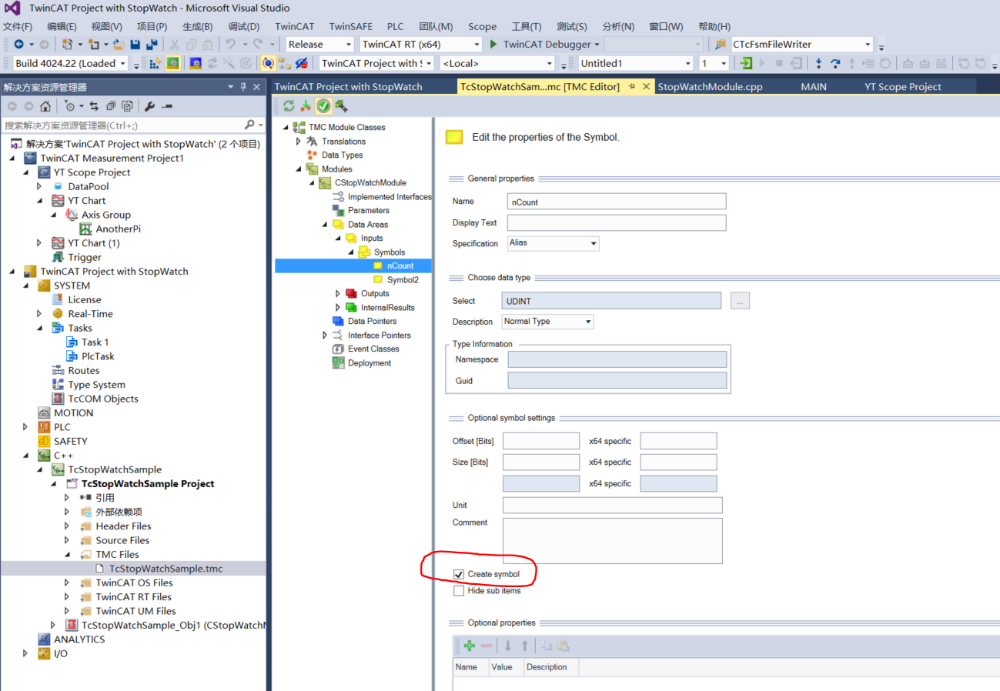 TwinCAT Project with StopWatch - Microsoft Visual Studio
文件(F) 编辑(E) 视图(V) 项目(P) 生成(B) 调试(D) TwinCAT TwinSAFE PLC 团队(M) Scope 工具(T) 测试(S) 分析(N) 窗口(W) 帮助(H)
Release TwinCAT RT (x64) TwinCAT Debugger CTcFsmFileWriter
Build 4024.22 (Loaded) TwinCAT Project with S <Local> Untitled1 1
解决方案资源管理器
搜索解决方案资源管理器(Ctrl+;)
解决方案'TwinCAT Project with StopWatch' (2 个项目)
TwinCAT Measurement Project1
YT Scope Project
DataPool
YT Chart
Axis Group
AnotherPi
YT Chart (1)
Trigger
TwinCAT Project with StopWatch
SYSTEM
License
Real-Time
Tasks
Task 1
PlcTask
Routes
Type System
TcCOM Objects
MOTION
PLC
SAFETY
C++
TcStopWatchSample
TcStopWatchSample Project
引用
外部依赖项
Header Files
Source Files
TMC Files
TcStopWatchSample.tmc
TwinCAT OS Files
TwinCAT RT Files
TwinCAT UM Files
TcStopWatchSample_Obj1 (CStopWatchM
ANALYTICS
I/O
TwinCAT Project with StopWatch TcStopWatchSam...mc [TMC Editor] StopWatchModule.cpp MAIN YT Scope Project
TMC Module Classes
Translations
Data Types
Modules
CStopWatchModule
Implemented Interfaces
Parameters
Data Areas
Inputs
Symbols
nCount
Symbol2
Outputs
InternalResults
Data Pointers
Interface Pointers
Event Classes
Deployment
Edit the properties of the Symbol.
General properties
Name nCount
Display Text
Specification Alias
Choose data type
Select UDINT ...
Description Normal Type
Type Information
Namespace
Guid
Optional symbol settings
Offset [Bits] x64 specific
Size [Bits] x64 specific
x64 specific
Unit
Comment
Create symbol
Hide sub items
Optional properties
Name Value Description